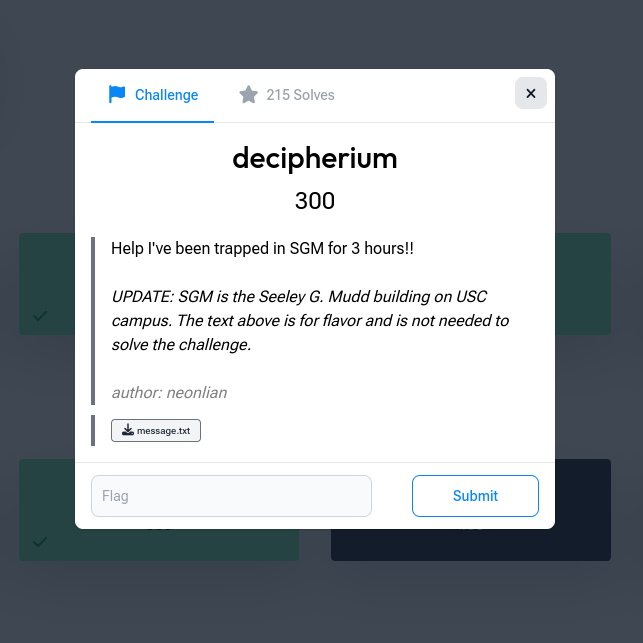 Challenge
215 Solves
decipherium
300
Help I've been trapped in SGM for 3 hours!!
UPDATE: SGM is the Seeley G. Mudd building on USC
campus. The text above is for flavor and is not needed to
solve the challenge.
author: neonlian
message.txt
Flag
Submit